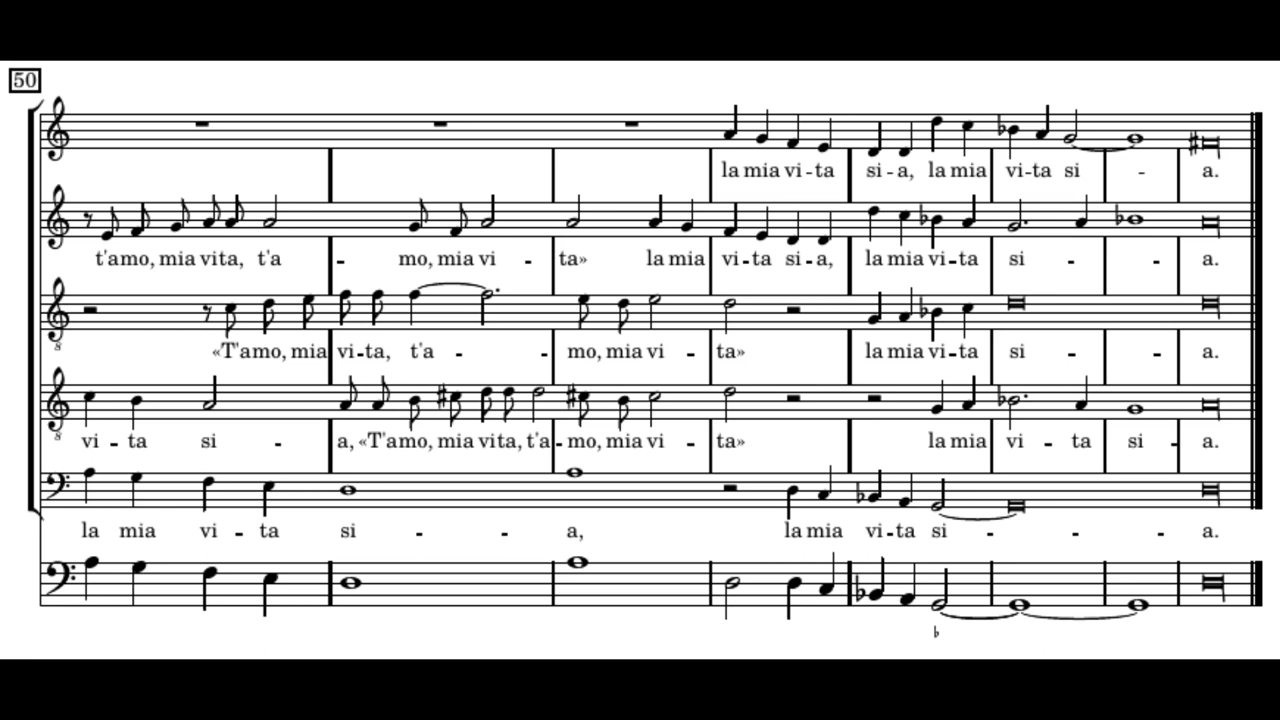 50
la mia vi - ta si - a, la mia vi - ta si - a.
t'amo, mia vita, t'a - mo, mia vi - ta» la mia vi - ta si - a, la mia vi - ta si - - a.
8
«T'amo, mia vi - ta, t'a - - mo, mia vi - ta» la mia vi - ta si - - a.
8
vi - ta si - a, «T'amo, mia vita, t'a - mo, mia vi - ta» la mia vi - ta si - a.
la mia vi - ta si - - a, la mia vi - ta si - - - a.